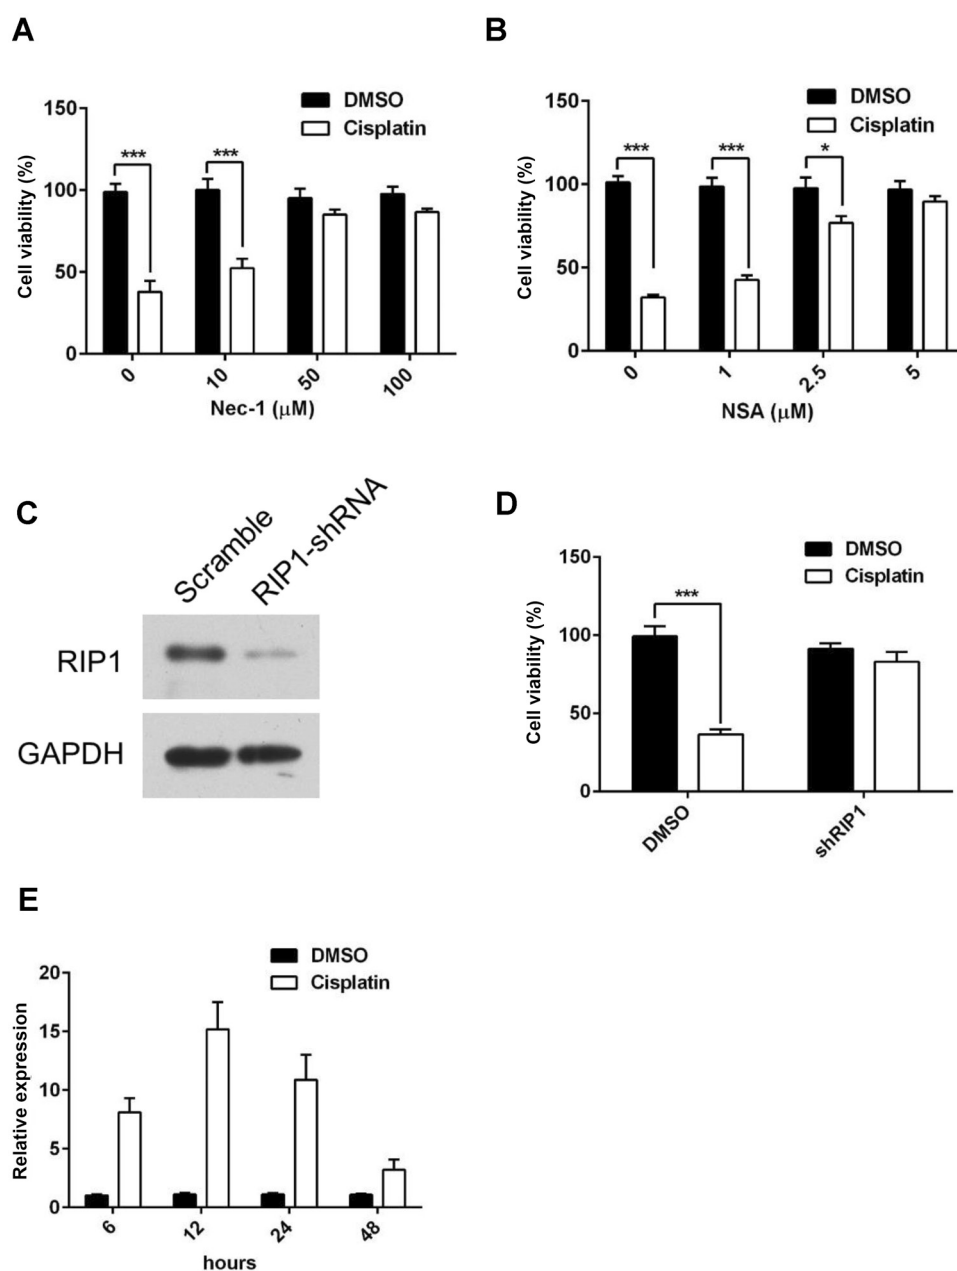 A
DMSO
Cisplatin
Cell viability (%)
150
100
50
0
***
***
0
10
50
100
Nec-1 (μM)
B
DMSO
Cisplatin
Cell viability (%)
150
100
50
0
***
***
*
0
1
2.5
5
NSA (μM)
C
Scramble
RIP1-shRNA
RIP1
GAPDH
D
DMSO
Cisplatin
Cell viability (%)
150
100
50
0
***
DMSO
shRIP1
E
DMSO
Cisplatin
Relative expression
20
15
10
5
0
6
12
24
48
hours